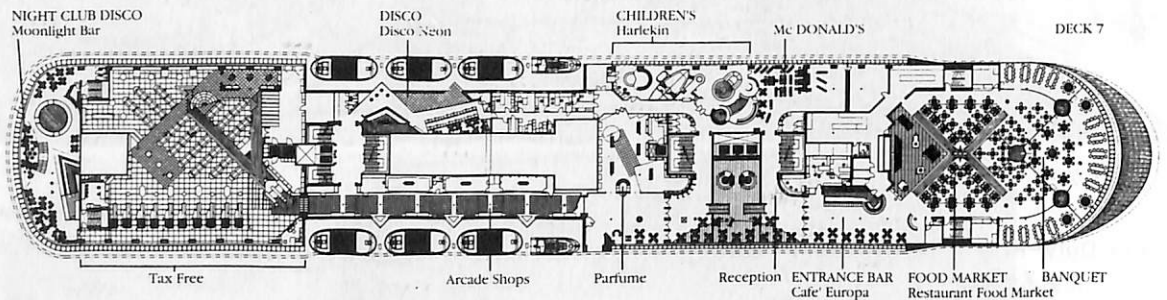 NIGHT CLUB DISCO
Moonlight Bar
DISCO
Disco Neon
CHILDREN'S
Harlekin
Mc DONALD'S
DECK 7
Tax Free
Arcade Shops
Parfume
Reception
ENTRANCE BAR
Cafe' Europa
FOOD MARKET
Restaurant Food Market
BANQUET